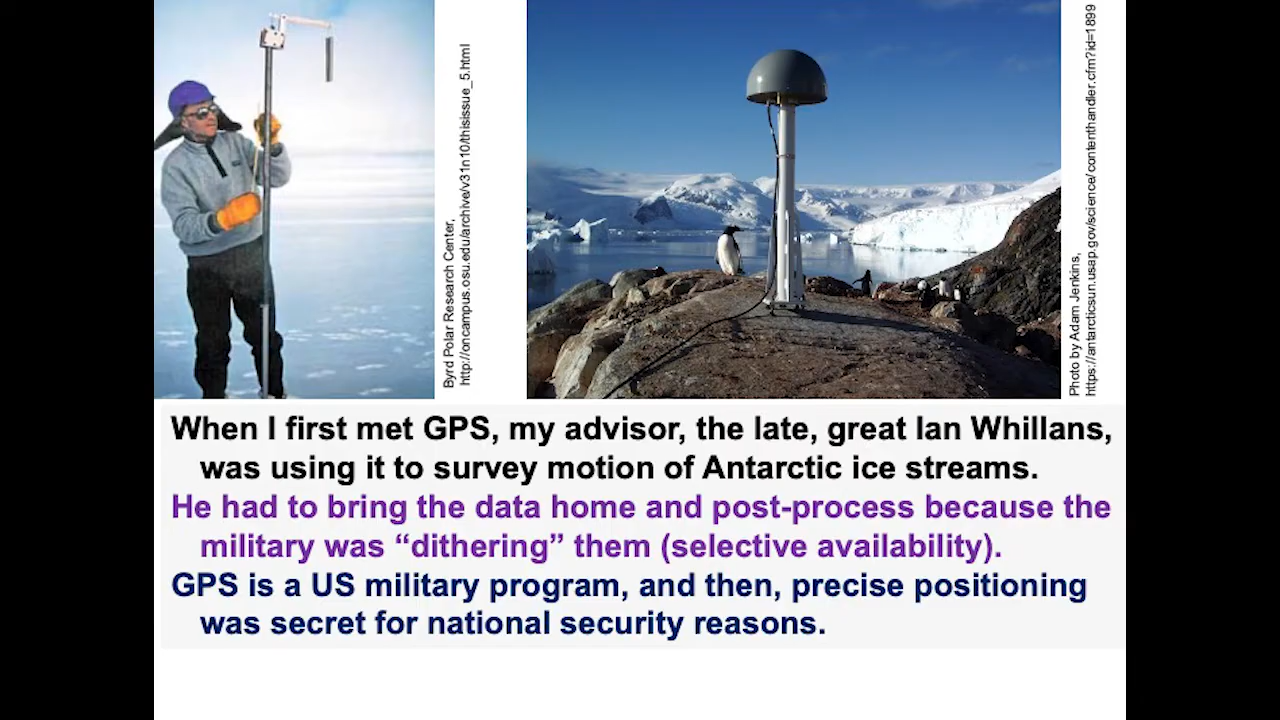 Byrd Polar Research Center,
http://oncampus.osu.edu/archive/v31n10/thisissue_5.html
Photo by Adam Jenkins,
https://antarcticsun.usap.gov/science/contenthandler.cfm?id=1899
When I first met GPS, my advisor, the late, great Ian Whillans,
was using it to survey motion of Antarctic ice streams.
He had to bring the data home and post-process because the
military was “dithering” them (selective availability).
GPS is a US military program, and then, precise positioning
was secret for national security reasons.